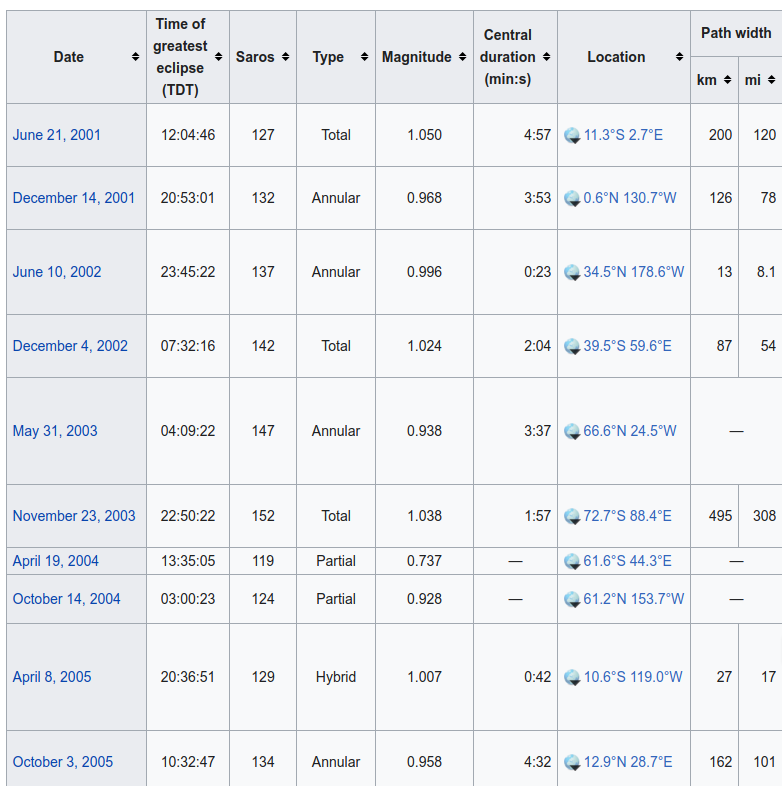 Date Time of greatest eclipse (TDT) Saros Type Magnitude Central duration (min:s) Location Path width
km mi
June 21, 2001 12:04:46 127 Total 1.050 4:57 11.3°S 2.7°E 200 120
December 14, 2001 20:53:01 132 Annular 0.968 3:53 0.6°N 130.7°W 126 78
June 10, 2002 23:45:22 137 Annular 0.996 0:23 34.5°N 178.6°W 13 8.1
December 4, 2002 07:32:16 142 Total 1.024 2:04 39.5°S 59.6°E 87 54
May 31, 2003 04:09:22 147 Annular 0.938 3:37 66.6°N 24.5°W —
November 23, 2003 22:50:22 152 Total 1.038 1:57 72.7°S 88.4°E 495 308
April 19, 2004 13:35:05 119 Partial 0.737 — 61.6°S 44.3°E —
October 14, 2004 03:00:23 124 Partial 0.928 — 61.2°N 153.7°W —
April 8, 2005 20:36:51 129 Hybrid 1.007 0:42 10.6°S 119.0°W 27 17
October 3, 2005 10:32:47 134 Annular 0.958 4:32 12.9°N 28.7°E 162 101